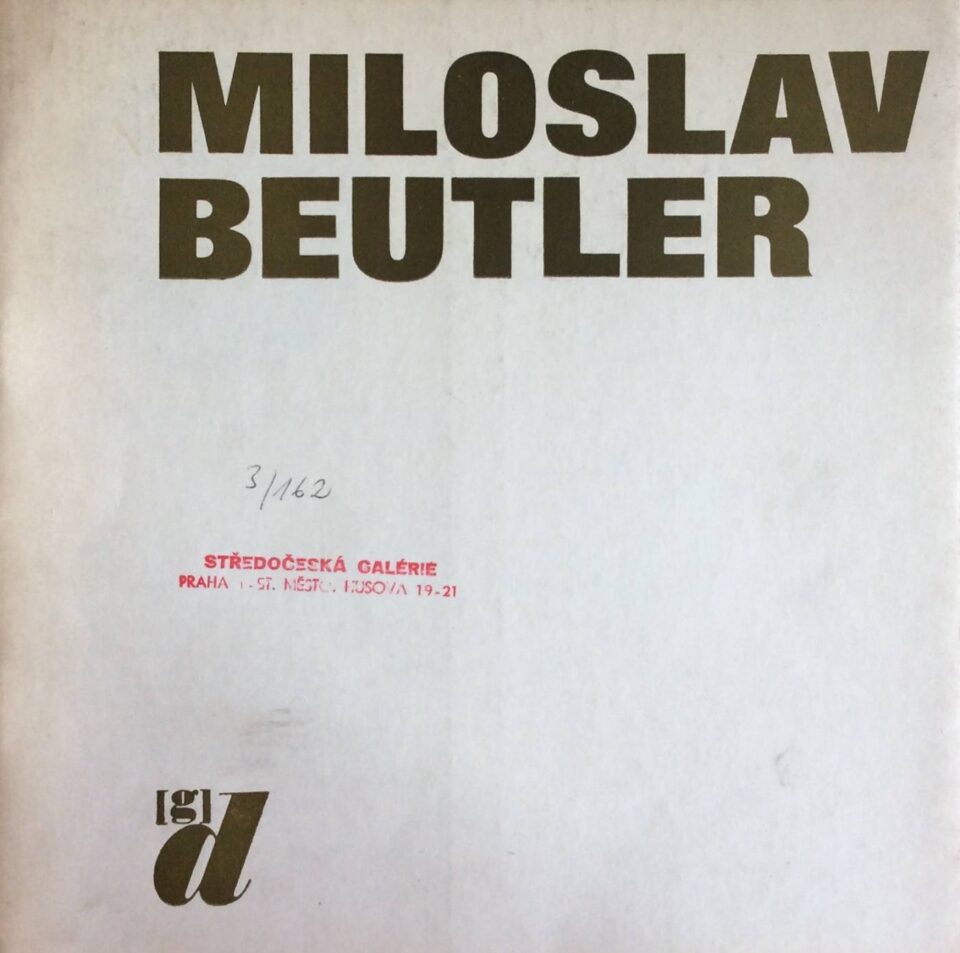 MILOSLAV
BEUTLER
3/162
STŘEDOČESKÁ GALÉRIE
PRAHA 1 - ST. MĚSTO, HUSOVA 19-21
[g]
d